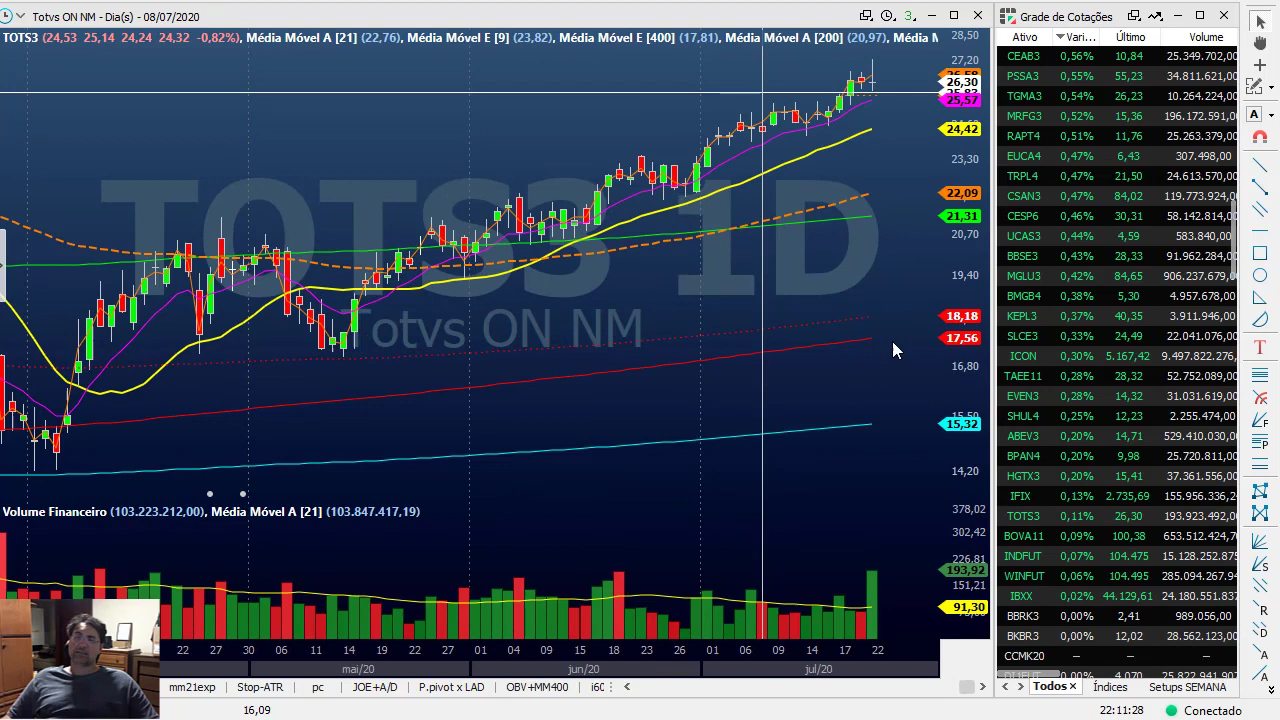 Totvs ON NM - Dia(s) - 08/07/2020
TOTS3 (24,53 25,14 24,24 24,32 -0,82%), Média Móvel A [21] (22,76), Média Móvel E [9] (23,82), Média Móvel E [400] (17,81), Média Móvel A [200] (20,97), Média M
28,50
27,20
26,30
25,57
24,42
23,30
22,09
21,31
20,70
19,40
18,18
17,56
16,80
15,32
14,20
TOTS3 1D
Totvs ON NM
Volume Financeiro (103.223.212,00), Média Móvel A [21] (103.847.417,19)
378,02
302,42
226,81
193,92
151,21
91,30
22 27 30 06 11 14 19 22 27 01 04 09 15 18 23 26 01 06 09 14 17 22
mai/20 jun/20 jul/20
mm21exp Stop-ATR pc JOE+A/D P.pivot x LAD OBV+MM400
16,09
Grade de Cotações
Ativo Vari... Último Volume
CEAB3 0,56% 10,84 25.349.702,00
PSSA3 0,55% 55,23 34.811.621,00
TGMA3 0,54% 26,23 10.264.224,00
MRFG3 0,52% 15,36 196.172.591,00
RAPT4 0,51% 11,76 25.263.379,00
EUCA4 0,47% 6,43 307.498,00
TRPL4 0,47% 21,50 24.613.570,00
CSAN3 0,47% 84,02 119.773.924,00
CESP6 0,46% 30,31 58.142.814,00
UCAS3 0,44% 4,59 583.840,00
BBSE3 0,43% 28,33 91.962.284,00
MGLU3 0,42% 84,65 906.237.679,0
BMGB4 0,38% 5,30 4.957.678,00
KEPL3 0,37% 40,35 3.911.946,00
SLCE3 0,33% 24,49 26.041.095,00
ICON 0,30% 5.167,42 9.497.822.276,
TAEE11 0,28% 28,32 52.752.089,00
EVEN3 0,28% 14,32 31.031.619,00
SHUL4 0,25% 12,23 2.255.474,00
ABEV3 0,20% 14,71 529.410.030,0
BPAN4 0,20% 9,98 25.720.811,00
HGTX3 0,20% 15,41 37.361.556,00
IFIX 0,13% 2.735,69 155.956.336,2
TOTS3 0,11% 26,30 193.923.492,00
BOVA11 0,09% 100,38 653.512.424,7
INDFUT 0,07% 104.475 15.128.252.875
WINFUT 0,06% 104.495 285.094.267.94
IBXX 0,02% 44.129,61 24.180.551.837
BBRK3 0,00% 2,41 989.056,00
BKBR3 0,00% 12,02 28.562.123,00
CCMK20 – – –
Todos Índices Setups SEMANA
22:11:28 Conectado